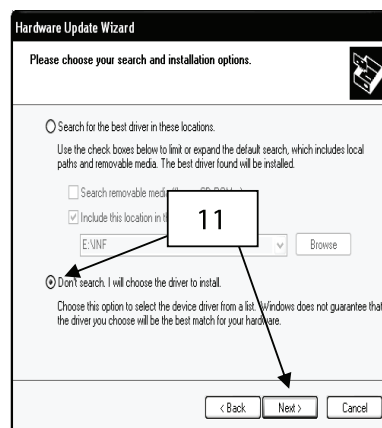 Hardware Update Wizard
Please choose your search and installation options.
Search for the best driver in these locations.
Use the check boxes below to limit or expand the default search, which includes local
paths and removable media. The best driver found will be installed.
Search removable media
Include this location in
11
E:\INF
Browse
Don't search. I will choose the driver to install.
Choose this option to select the device driver from a list. Windows does not guarantee that
the driver you choose will be the best match for your hardware.
< Back
Next >
Cancel